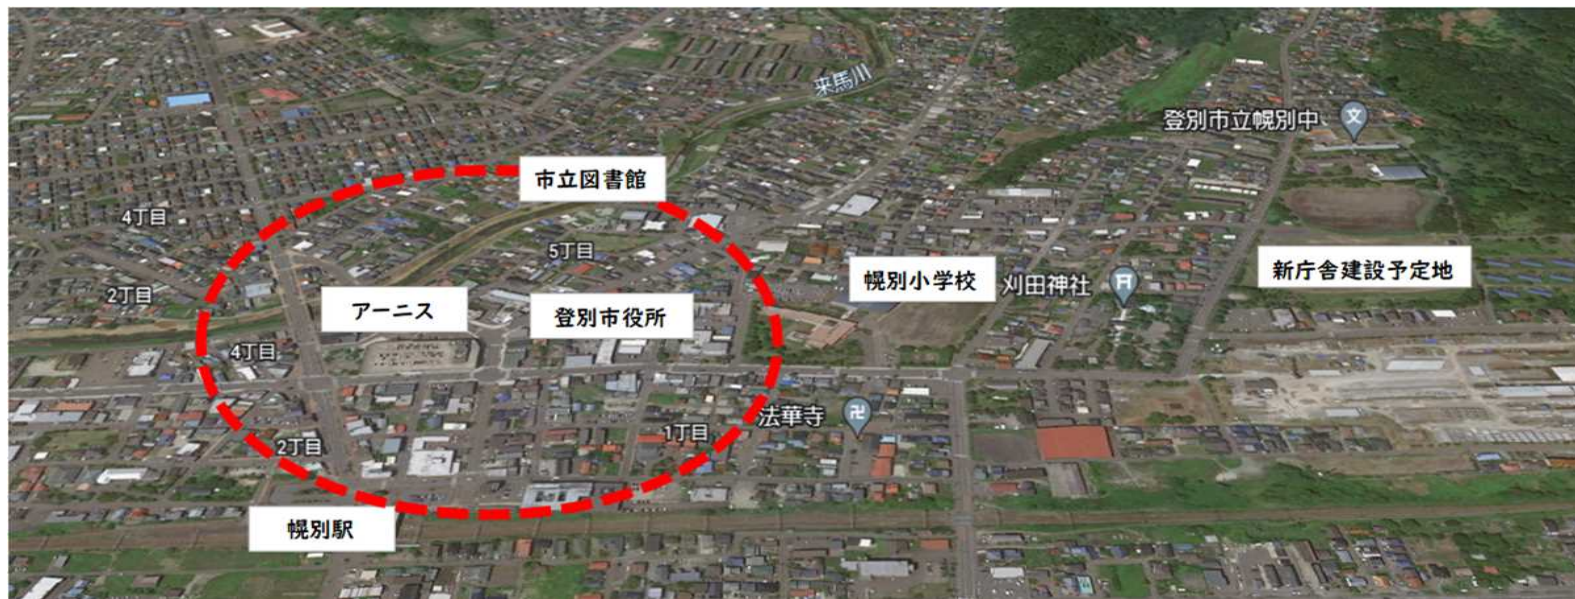 来馬川
登別市立幌別中
文
市立図書館
4丁目
5丁目
新庁舎建設予定地
幌別小学校
刈田神社
2丁目
アーニス
登別市役所
4丁目
法華寺
卍
1丁目
2丁目
幌別駅